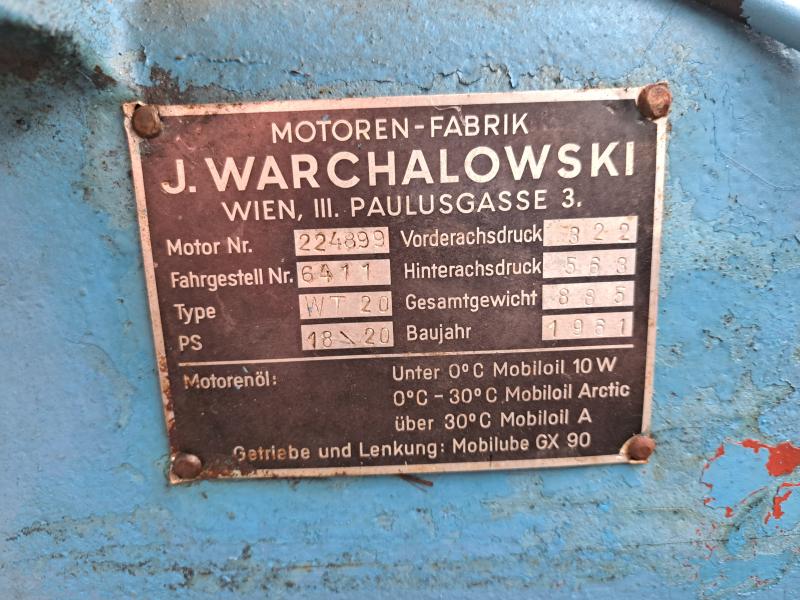 MOTOREN-FABRIK
J. WARCHALOWSKI
WIEN, III. PAULUSGASSE 3.
Motor Nr. 224899 Vorderachsdruck 322
Fahrgestell Nr. 6411 Hinterachsdruck 563
Type WT 20 Gesamtgewicht 885
PS 18\20 Baujahr 1961
Motorenöl: Unter 0°C Mobiloil 10 W
0°C – 30°C Mobiloil Arctic
über 30°C Mobiloil A
Getriebe und Lenkung: Mobilube GX 90